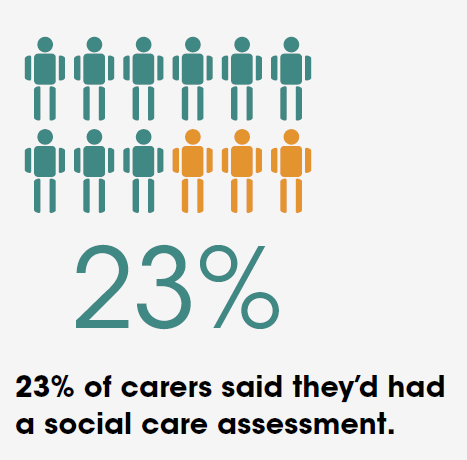 23%
23% of carers said they’d had
a social care assessment.